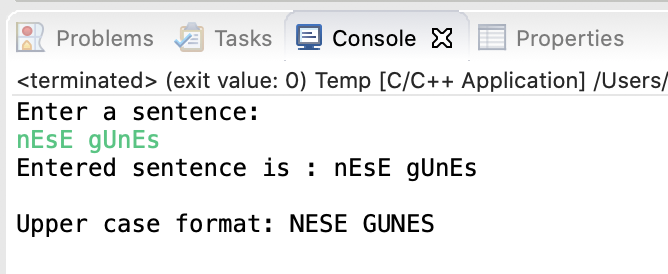 Problems Tasks Console Properties
<terminated> (exit value: 0) Temp [C/C++ Application] /Users/
Enter a sentence:
nEsE gUnEs
Entered sentence is : nEsE gUnEs
Upper case format: NESE GUNES